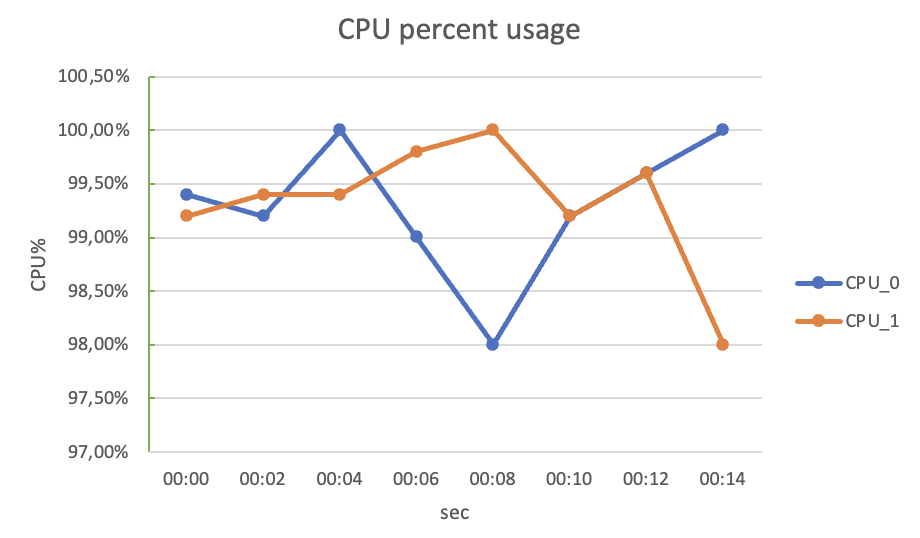 CPU percent usage
100,50%
100,00%
99,50%
99,00%
98,50%
98,00%
97,50%
97,00%
CPU%
00:00 00:02 00:04 00:06 00:08 00:10 00:12 00:14
sec
CPU_0
CPU_1